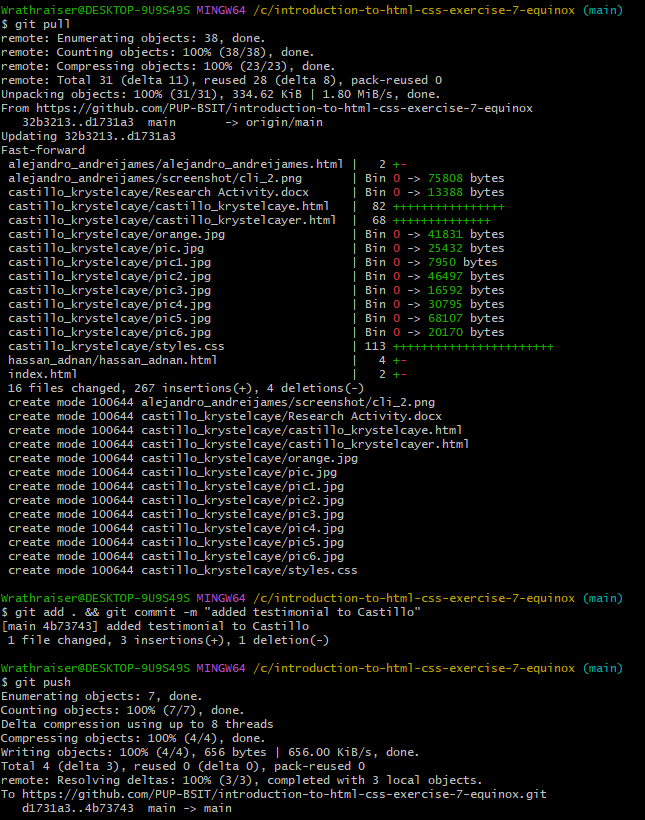 Wrathraiser@DESKTOP-9U9S49S MINGW64 /c/introduction-to-html-css-exercise-7-equinox (main)
$ git pull
remote: Enumerating objects: 38, done.
remote: Counting objects: 100% (38/38), done.
remote: Compressing objects: 100% (23/23), done.
remote: Total 31 (delta 11), reused 28 (delta 8), pack-reused 0
Unpacking objects: 100% (31/31), 334.62 KiB | 1.80 MiB/s, done.
From https://github.com/PUP-BSIT/introduction-to-html-css-exercise-7-equinox
   32b3213..d1731a3  main       -> origin/main
Updating 32b3213..d1731a3
Fast-forward
 alejandro_andreijames/alejandro_andreijames.html |   2 +-
 alejandro_andreijames/screenshot/cli_2.png       | Bin 0 -> 75808 bytes
 castillo_krystelcaye/Research Activity.docx      | Bin 0 -> 13388 bytes
 castillo_krystelcaye/castillo_krystelcaye.html   |  82 ++++++++++++++++
 castillo_krystelcaye/castillo_krystelcayer.html  |  68 ++++++++++++++
 castillo_krystelcaye/orange.jpg                  | Bin 0 -> 41831 bytes
 castillo_krystelcaye/pic.jpg                     | Bin 0 -> 25432 bytes
 castillo_krystelcaye/pic1.jpg                    | Bin 0 -> 7950 bytes
 castillo_krystelcaye/pic2.jpg                    | Bin 0 -> 46497 bytes
 castillo_krystelcaye/pic3.jpg                    | Bin 0 -> 16592 bytes
 castillo_krystelcaye/pic4.jpg                    | Bin 0 -> 30795 bytes
 castillo_krystelcaye/pic5.jpg                    | Bin 0 -> 68107 bytes
 castillo_krystelcaye/pic6.jpg                    | Bin 0 -> 20170 bytes
 castillo_krystelcaye/styles.css                  | 113 +++++++++++++++++++++++
 hassan_adnan/hassan_adnan.html                   |   4 +-
 index.html                                       |   2 +-
 16 files changed, 267 insertions(+), 4 deletions(-)
 create mode 100644 alejandro_andreijames/screenshot/cli_2.png
 create mode 100644 castillo_krystelcaye/Research Activity.docx
 create mode 100644 castillo_krystelcaye/castillo_krystelcaye.html
 create mode 100644 castillo_krystelcaye/castillo_krystelcayer.html
 create mode 100644 castillo_krystelcaye/orange.jpg
 create mode 100644 castillo_krystelcaye/pic.jpg
 create mode 100644 castillo_krystelcaye/pic1.jpg
 create mode 100644 castillo_krystelcaye/pic2.jpg
 create mode 100644 castillo_krystelcaye/pic3.jpg
 create mode 100644 castillo_krystelcaye/pic4.jpg
 create mode 100644 castillo_krystelcaye/pic5.jpg
 create mode 100644 castillo_krystelcaye/pic6.jpg
 create mode 100644 castillo_krystelcaye/styles.css
Wrathraiser@DESKTOP-9U9S49S MINGW64 /c/introduction-to-html-css-exercise-7-equinox (main)
$ git add . && git commit -m "added testimonial to Castillo"
[main 4b73743] added testimonial to Castillo
 1 file changed, 3 insertions(+), 1 deletion(-)
Wrathraiser@DESKTOP-9U9S49S MINGW64 /c/introduction-to-html-css-exercise-7-equinox (main)
$ git push
Enumerating objects: 7, done.
Counting objects: 100% (7/7), done.
Delta compression using up to 8 threads
Compressing objects: 100% (4/4), done.
Writing objects: 100% (4/4), 656 bytes | 656.00 KiB/s, done.
Total 4 (delta 3), reused 0 (delta 0), pack-reused 0
remote: Resolving deltas: 100% (3/3), completed with 3 local objects.
To https://github.com/PUP-BSIT/introduction-to-html-css-exercise-7-equinox.git
   d1731a3..4b73743  main -> main